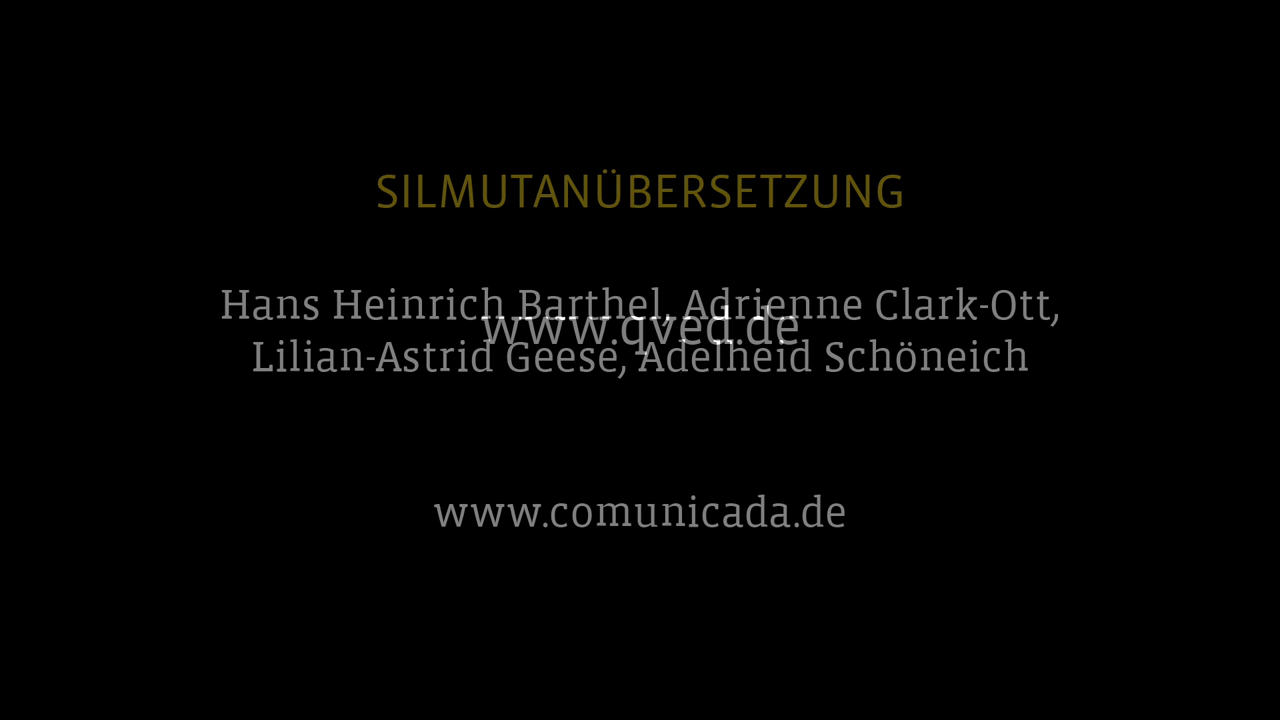 SILMUTANÜBERSETZUNG
Hans Heinrich Barthel, Adrienne Clark-Ott,
www.qved.de
Lilian-Astrid Geese, Adelheid Schöneich
www.comunicada.de